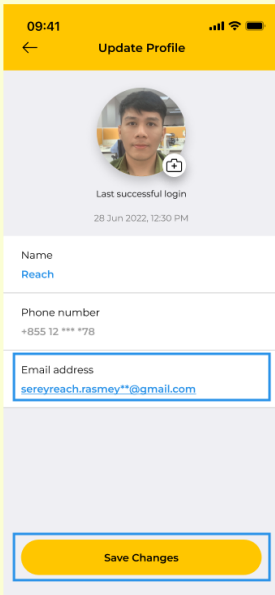 09:41
Update Profile
Last successful login
28 Jun 2022, 12:30 PM
Name
Reach
Phone number
+855 12 *** *78
Email address
sereyreach.rasmey**@gmail.com
Save Changes